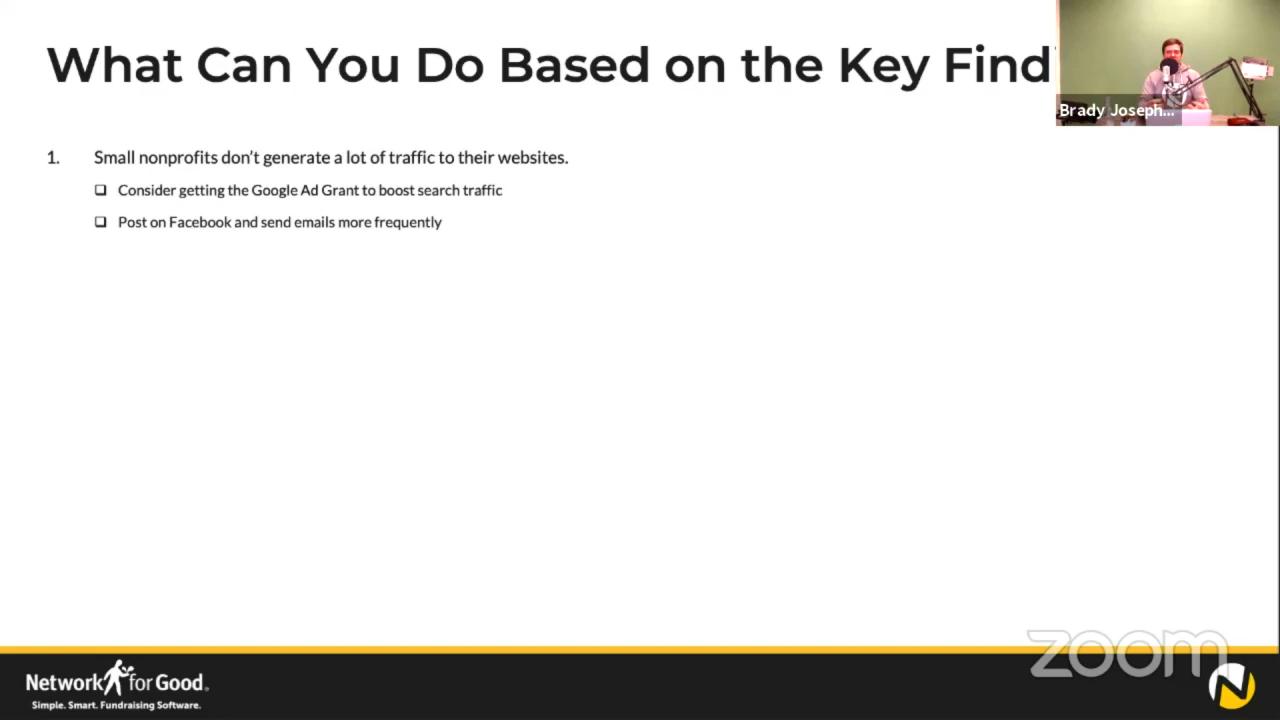 What Can You Do Based on the Key Find
Brady Joseph...
1. Small nonprofits don’t generate a lot of traffic to their websites.
❑ Consider getting the Google Ad Grant to boost search traffic
❑ Post on Facebook and send emails more frequently
zoom
Network for Good.
Simple. Smart. Fundraising Software.
N